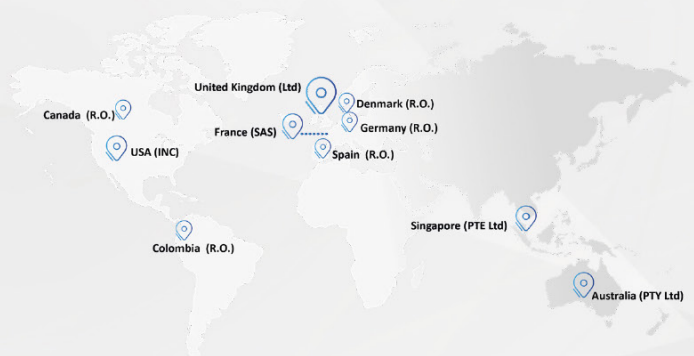 United Kingdom (Ltd)
Denmark (R.O.)
Canada (R.O.)
Germany (R.O.)
France (SAS)
USA (INC)
Spain (R.O.)
Singapore (PTE Ltd)
Colombia (R.O.)
Australia (PTY Ltd)